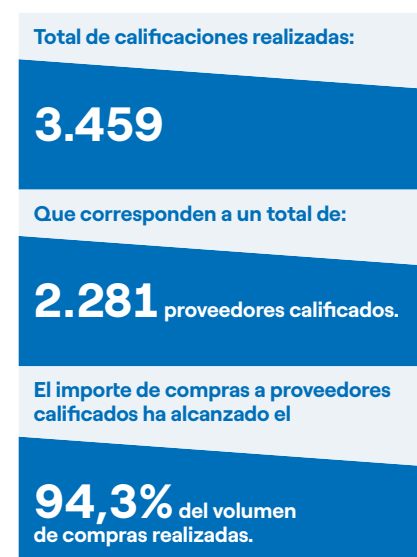 Total de calificaciones realizadas:
3.459
Que corresponden a un total de:
2.281 proveedores calificados.
El importe de compras a proveedores
calificados ha alcanzado el
94,3% del volumen
de compras realizadas.